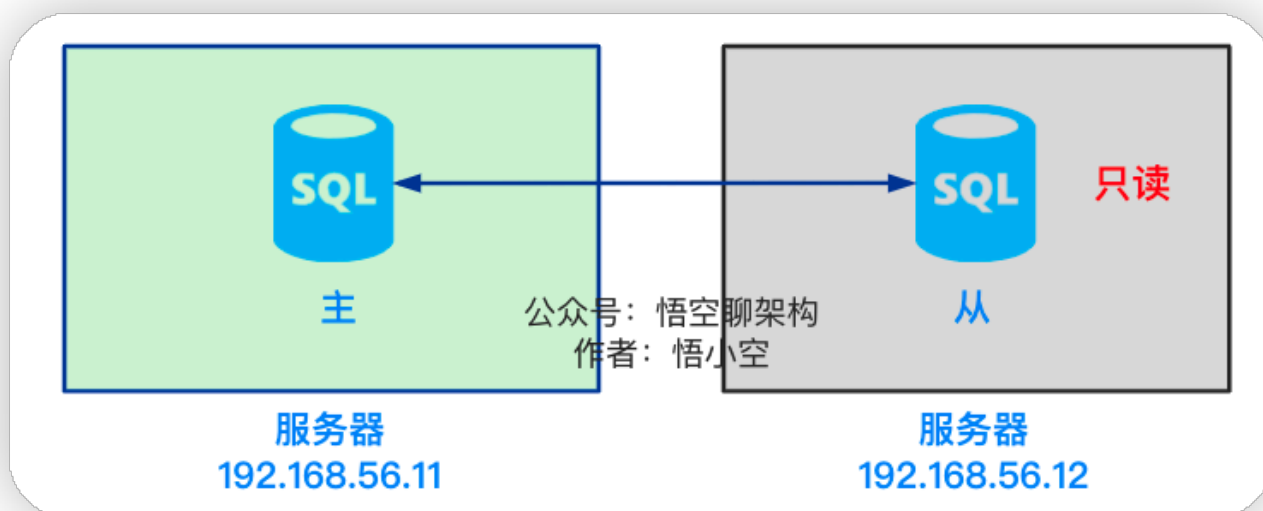 SQL
SQL
只读
主
从
公众号：悟空聊架构
作者：悟小空
服务器
192.168.56.11
服务器
192.168.56.12